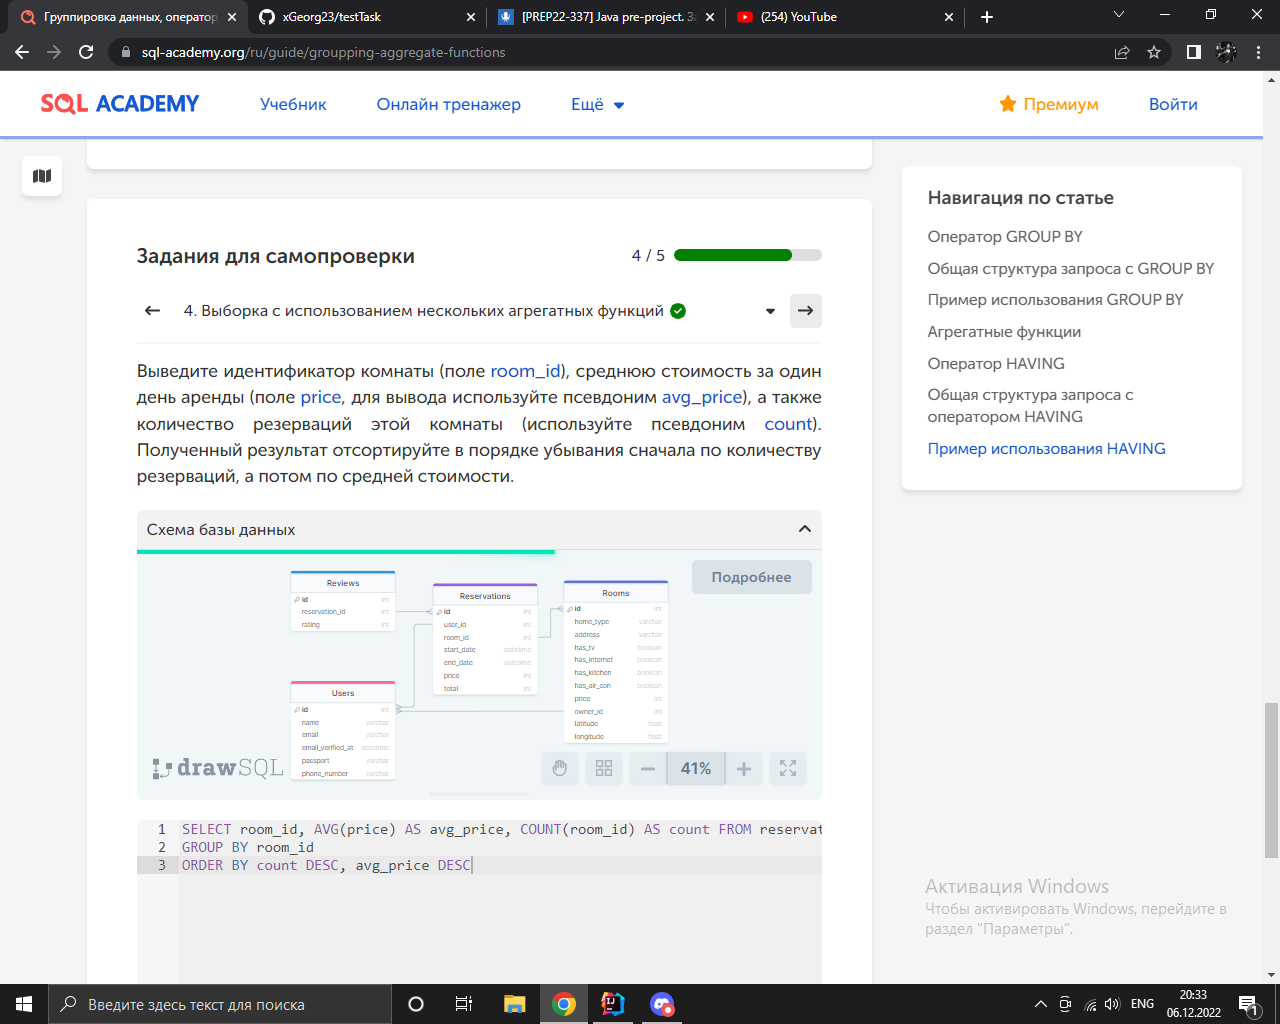 Группировка данных, оператор
xGeorg23/testTask
[PREP22-337] Java pre-project. За
(254) YouTube
sql-academy.org/ru/guide/groupping-aggregate-functions
SQL ACADEMY
Учебник
Онлайн тренажер
Ещё
Премиум
Войти
Задания для самопроверки
4 / 5
4. Выборка с использованием нескольких агрегатных функций
Выведите идентификатор комнаты (поле room_id), среднюю стоимость за один
день аренды (поле price, для вывода используйте псевдоним avg_price), а также
количество резерваций этой комнаты (используйте псевдоним count).
Полученный результат отсортируйте в порядке убывания сначала по количеству
резерваций, а потом по средней стоимости.
Схема базы данных
Подробнее
Reviews
id int
reservation_id int
rating int
Users
id int
name varchar
email varchar
email_verified_at datetime
passport varchar
phone_number varchar
Reservations
id int
user_id int
room_id int
start_date datetime
end_date datetime
price int
total int
Rooms
id int
home_type varchar
address varchar
has_tv boolean
has_internet boolean
has_kitchen boolean
has_air_con boolean
price int
owner_id int
latitude float
longitude float
drawSQL
41%
1 SELECT room_id, AVG(price) AS avg_price, COUNT(room_id) AS count FROM reservat
2 GROUP BY room_id
3 ORDER BY count DESC, avg_price DESC
Навигация по статье
Оператор GROUP BY
Общая структура запроса с GROUP BY
Пример использования GROUP BY
Агрегатные функции
Оператор HAVING
Общая структура запроса с
оператором HAVING
Пример использования HAVING
Активация Windows
Чтобы активировать Windows, перейдите в
раздел "Параметры".
Введите здесь текст для поиска
ENG
20:33
06.12.2022
1